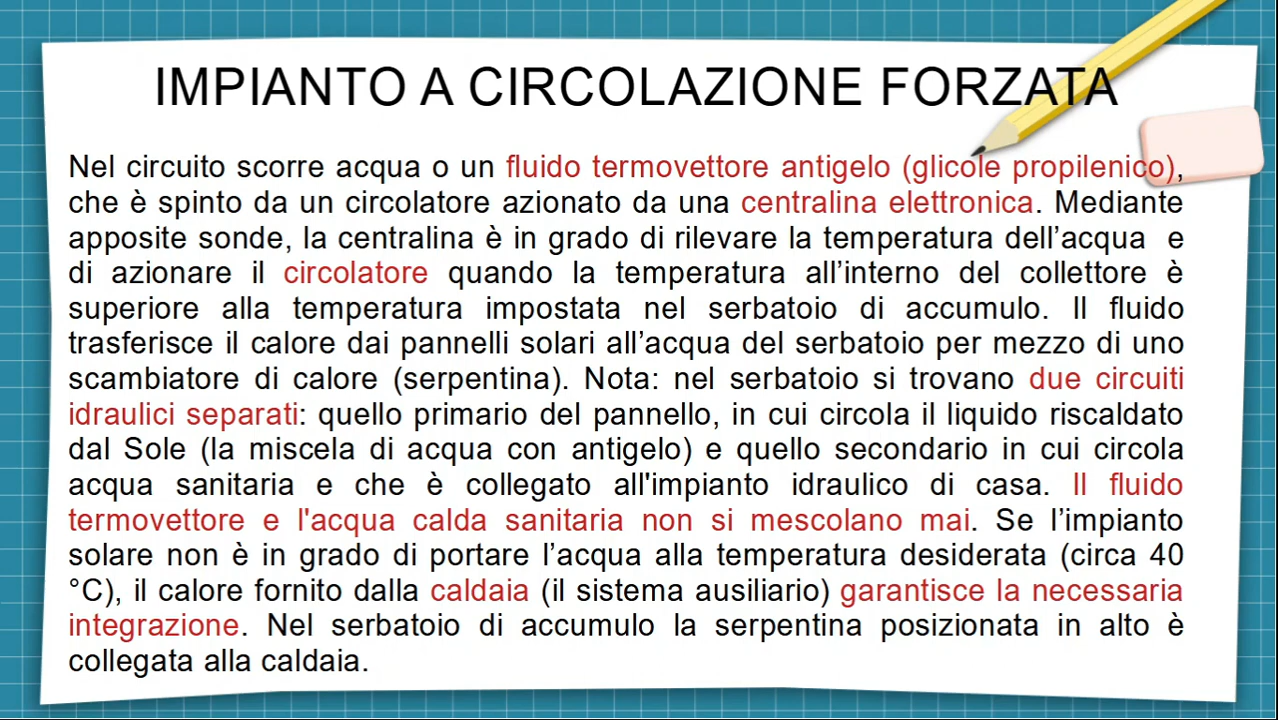 IMPIANTO A CIRCOLAZIONE FORZATA
Nel circuito scorre acqua o un fluido termovettore antigelo (glicole propilenico),
che è spinto da un circolatore azionato da una centralina elettronica. Mediante
apposite sonde, la centralina è in grado di rilevare la temperatura dell’acqua e
di azionare il circolatore quando la temperatura all’interno del collettore è
superiore alla temperatura impostata nel serbatoio di accumulo. Il fluido
trasferisce il calore dai pannelli solari all’acqua del serbatoio per mezzo di uno
scambiatore di calore (serpentina). Nota: nel serbatoio si trovano due circuiti
idraulici separati: quello primario del pannello, in cui circola il liquido riscaldato
dal Sole (la miscela di acqua con antigelo) e quello secondario in cui circola
acqua sanitaria e che è collegato all'impianto idraulico di casa. Il fluido
termovettore e l'acqua calda sanitaria non si mescolano mai. Se l’impianto
solare non è in grado di portare l’acqua alla temperatura desiderata (circa 40
°C), il calore fornito dalla caldaia (il sistema ausiliario) garantisce la necessaria
integrazione. Nel serbatoio di accumulo la serpentina posizionata in alto è
collegata alla caldaia.